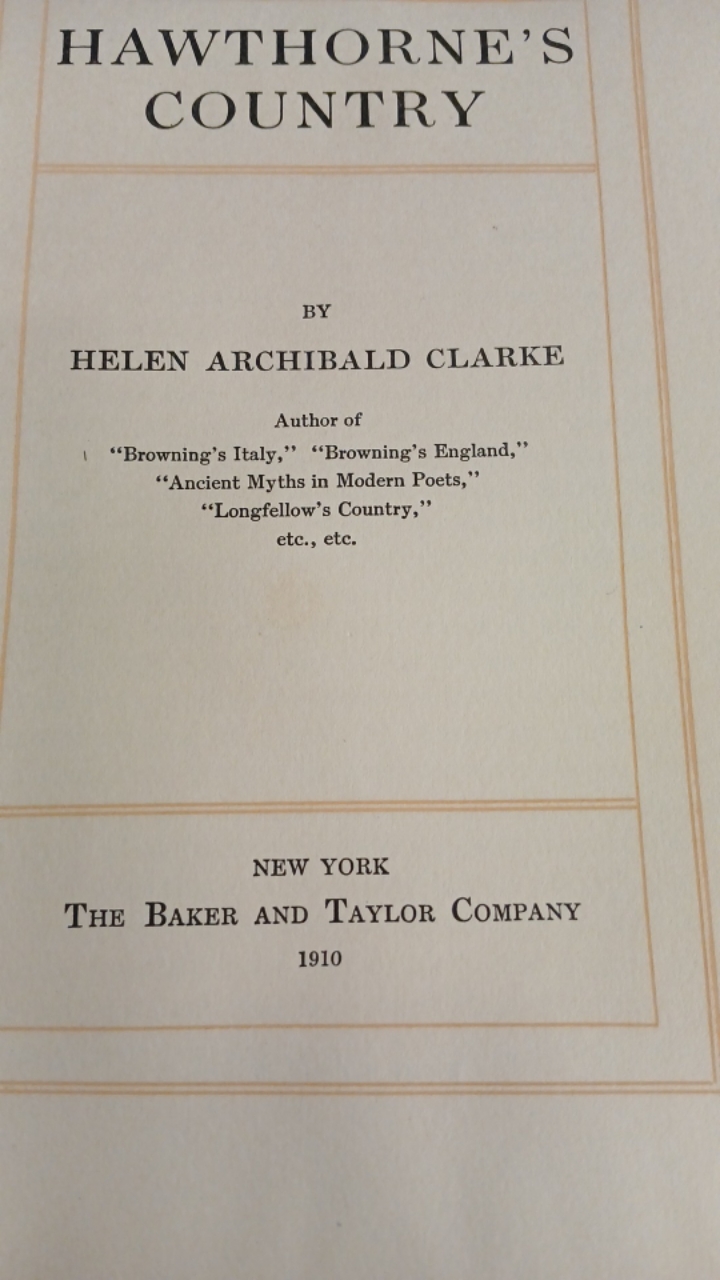 HAWTHORNE'S
COUNTRY
BY
HELEN ARCHIBALD CLARKE
Author of
“Browning's Italy,” “Browning's England,”
“Ancient Myths in Modern Poets,”
“Longfellow's Country,”
etc., etc.
NEW YORK
THE BAKER AND TAYLOR COMPANY
1910